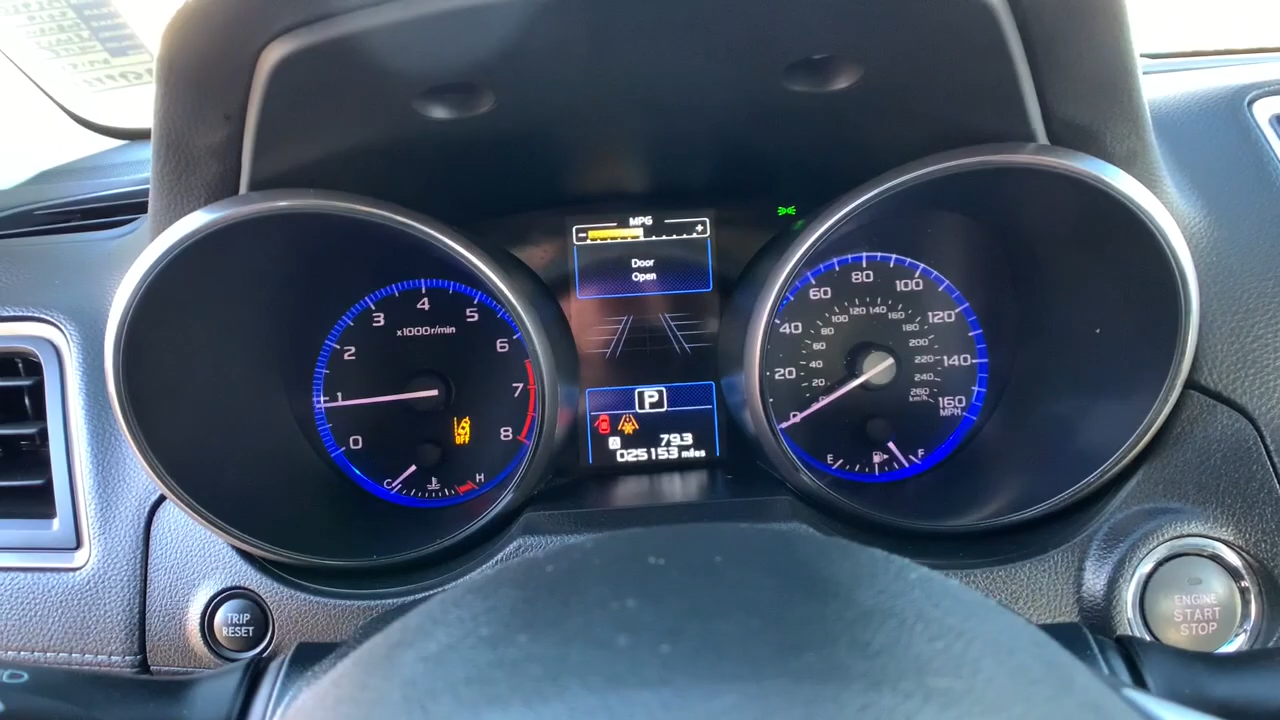 MPG
- +
Door
Open
0 1 2 3 4 5 6 7 8
x1000r/min
OFF
C H
P
A 79.3
025153 miles
0 20 40 60 80 100 120 140 160
MPH
0 20 40 60 80 100 120 140 160 180 200 220 240 260
km/h
E F
TRIP
RESET
ENGINE
START
STOP